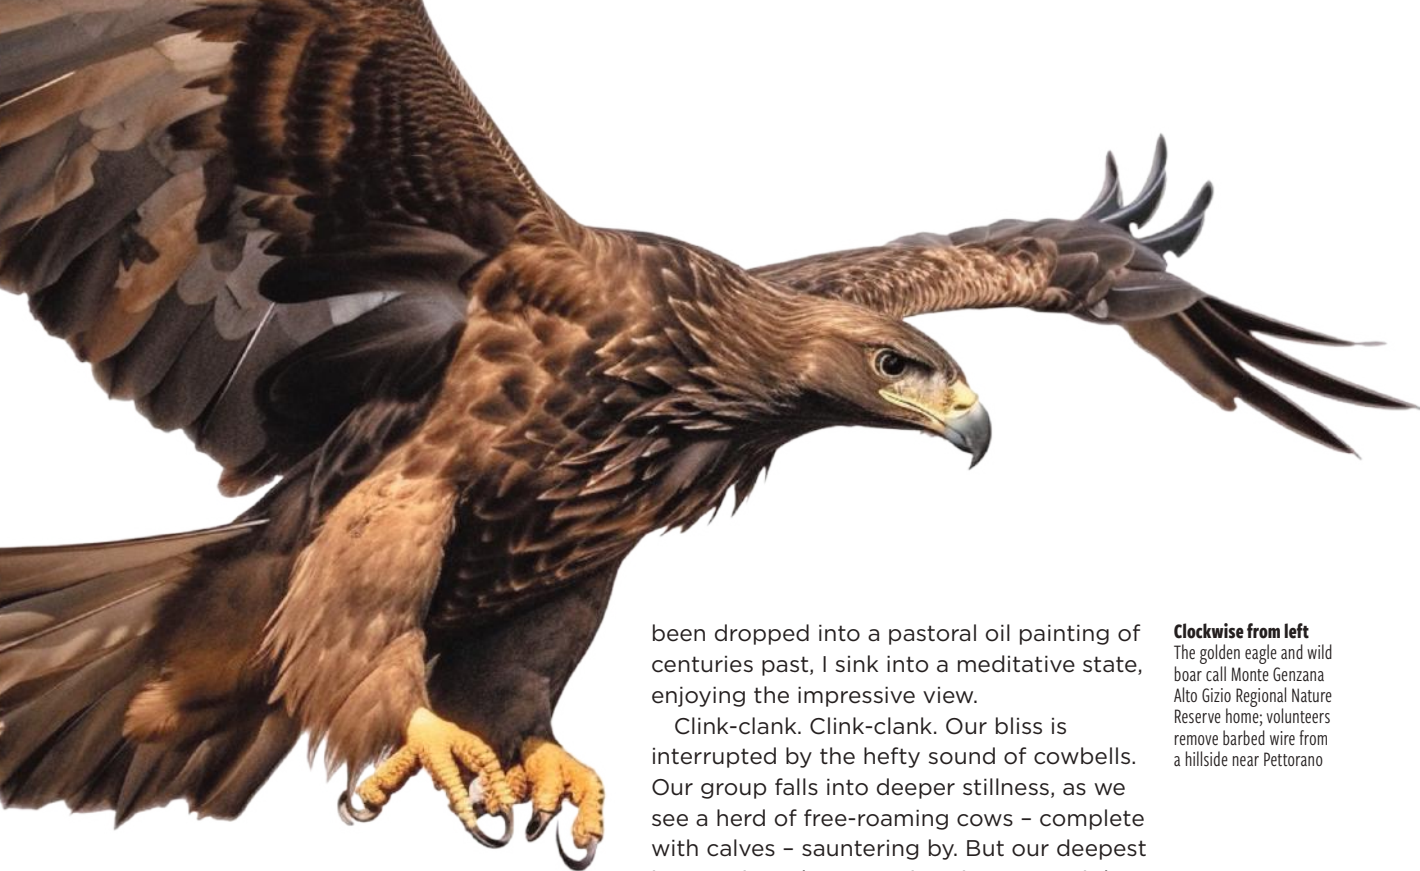 been dropped into a pastoral oil painting of
centuries past, I sink into a meditative state,
enjoying the impressive view.
Clink-clank. Clink-clank. Our bliss is
interrupted by the hefty sound of cowbells.
Our group falls into deeper stillness, as we
see a herd of free-roaming cows – complete
with calves – sauntering by. But our deepest
Clockwise from left
The golden eagle and wild
boar call Monte Genzana
Alto Gizio Regional Nature
Reserve home; volunteers
remove barbed wire from
a hillside near Pettorano